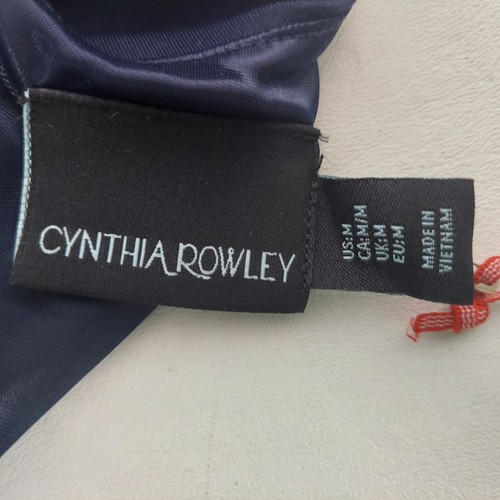 CYNTHIA ROWLEY
US:M
CA:M/M
UK:M
EU:M
MADE IN
VIETNAM